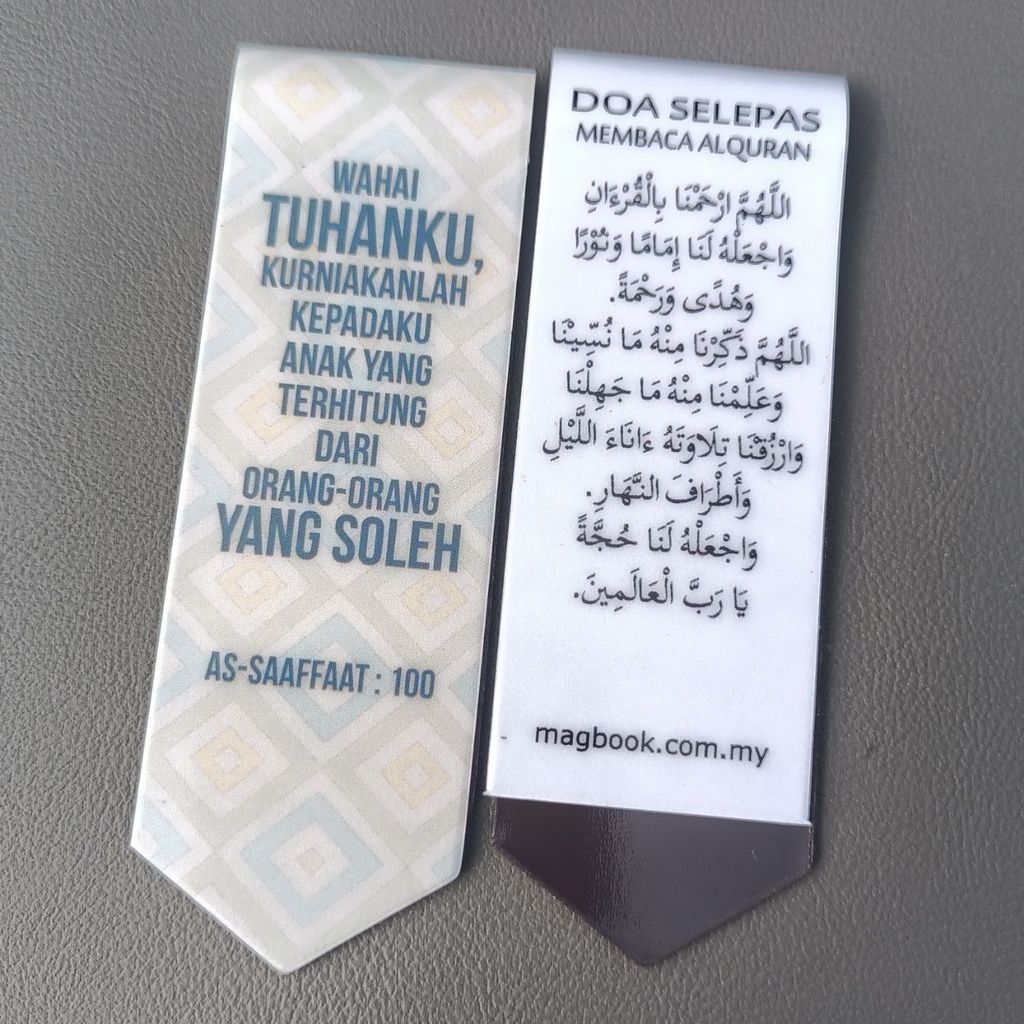 WAHAI
TUHANKU,
KURNIAKANLAH
KEPADAKU
ANAK YANG
TERHITUNG
DARI
ORANG-ORANG
YANG SOLEH
AS-SAAFFAAT : 100
DOA SELEPAS
MEMBACA ALQURAN
اللَّهُمَّ ارْحَمْنَا بِالْقُرْءَانِ
وَاجْعَلْهُ لَنَا إِمَامًا وَنُوْرًا
وَهُدًى وَرَحْمَةً.
اللَّهُمَّ ذَكِّرْنَا مِنْهُ مَا نُسِّيْنَا
وَعَلِّمْنَا مِنْهُ مَا جَهِلْنَا
وَارْزُقْنَا تِلَاوَتَهُ ءَانَاءَ اللَّيْلِ
وَأَطْرَافَ النَّهَارِ.
وَاجْعَلْهُ لَنَا حُجَّةً
يَا رَبَّ الْعَالَمِينَ.
magbook.com.my